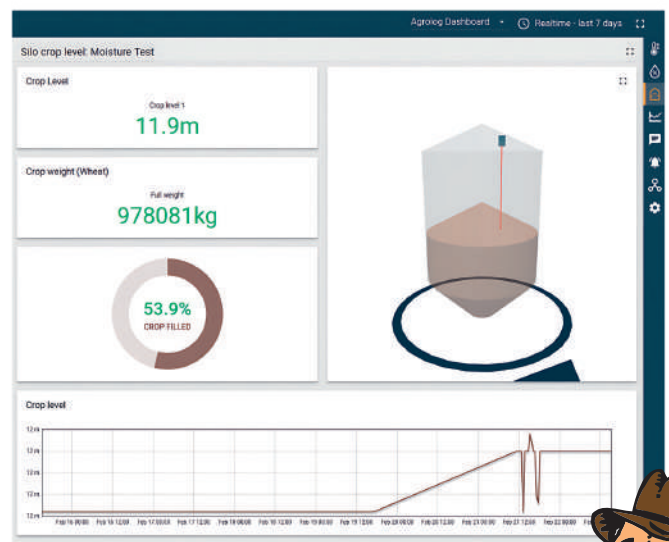 Agrolog Dashboard
Realtime - last 7 days
Silo crop level: Moisture Test
Crop Level
Crop level 1
11.9m
Crop weight (Wheat)
Full weight
978081kg
53.9%
CROP FILLED
Crop level
12 m
12 m
12 m
12 m
12 m
Feb 16 00:00 Feb 16 12:00 Feb 17 00:00 Feb 17 12:00 Feb 18 00:00 Feb 18 12:00 Feb 19 00:00 Feb 19 12:00 Feb 20 00:00 Feb 20 12:00 Feb 21 00:00 Feb 21 12:00 Feb 22 00:00